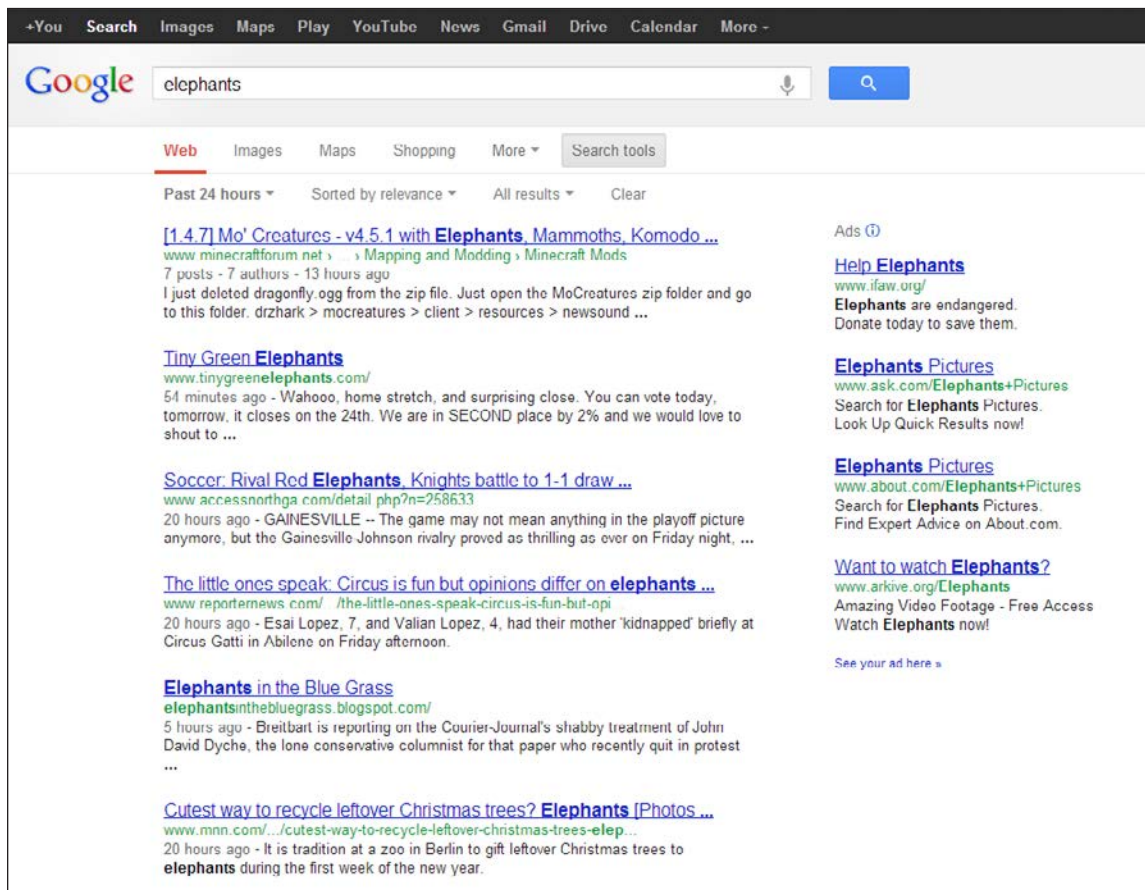 +You Search Images Maps Play YouTube News Gmail Drive Calendar More
Google elephants
Web Images Maps Shopping More Search tools
Past 24 hours Sorted by relevance All results Clear
[1.4.7] Mo' Creatures - v4.5.1 with Elephants, Mammoths, Komodo ...
www.minecraftforum.net › ... › Mapping and Modding › Minecraft Mods
7 posts - 7 authors - 13 hours ago
I just deleted dragonfly.ogg from the zip file. Just open the MoCreatures zip folder and go
to this folder. drzhark > mocreatures > client > resources > newsound ...
Tiny Green Elephants
www.tinygreenelephants.com/
54 minutes ago - Wahooo, home stretch, and surprising close. You can vote today,
tomorrow, it closes on the 24th. We are in SECOND place by 2% and we would love to
shout to ...
Soccer: Rival Red Elephants, Knights battle to 1-1 draw ...
www.accessnorthga.com/detail.php?n=258633
20 hours ago - GAINESVILLE -- The game may not mean anything in the playoff picture
anymore, but the Gainesville-Johnson rivalry proved as thrilling as ever on Friday night, ...
The little ones speak: Circus is fun but opinions differ on elephants ...
www.reporternews.com/.../the-little-ones-speak-circus-is-fun-but-opi...
20 hours ago - Esai Lopez, 7, and Valian Lopez, 4, had their mother 'kidnapped' briefly at
Circus Gatti in Abilene on Friday afternoon.
Elephants in the Blue Grass
elephantsinthebluegrass.blogspot.com/
5 hours ago - Breitbart is reporting on the Courier-Journal's shabby treatment of John
David Dyche, the lone conservative columnist for that paper who recently quit in protest
...
Cutest way to recycle leftover Christmas trees? Elephants [Photos ...
www.mnn.com/.../cutest-way-to-recycle-leftover-christmas-trees-elep...
20 hours ago - It is tradition at a zoo in Berlin to gift leftover Christmas trees to
elephants during the first week of the new year.
Ads
Help Elephants
www.ifaw.org/
Elephants are endangered.
Donate today to save them.
Elephants Pictures
www.ask.com/Elephants+Pictures
Search for Elephants Pictures.
Look Up Quick Results now!
Elephants Pictures
www.about.com/Elephants+Pictures
Search for Elephants Pictures.
Find Expert Advice on About.com.
Want to watch Elephants?
www.arkive.org/Elephants
Amazing Video Footage - Free Access
Watch Elephants now!
See your ad here »